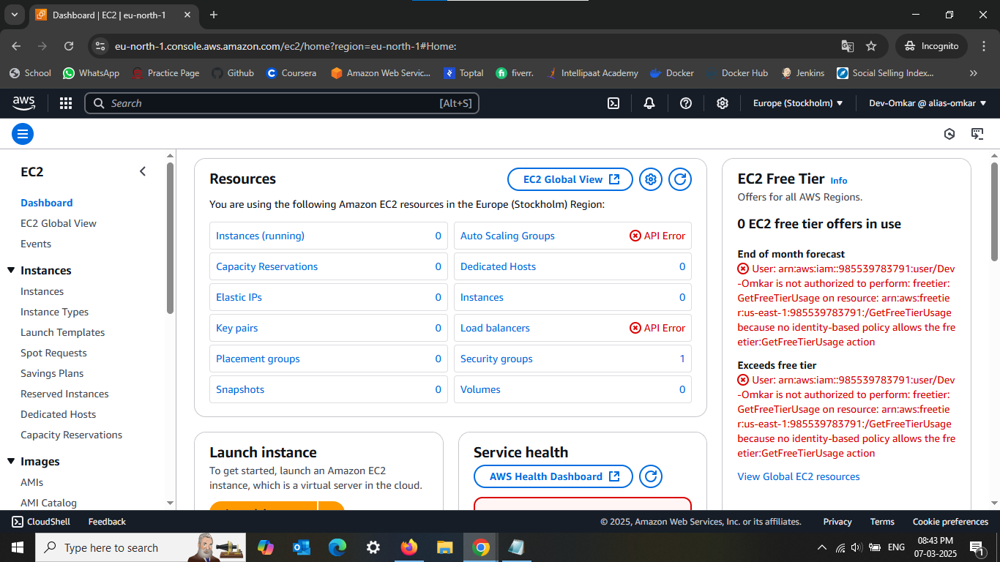 Dashboard | EC2 | eu-north-1
eu-north-1.console.aws.amazon.com/ec2/home?region=eu-north-1#Home:
Incognito
School
WhatsApp
Practice Page
Github
Coursera
Amazon Web Servic...
Toptal
fiverr.
Intellipaat Academy
Docker
Docker Hub
Jenkins
Social Selling Index...
aws
Search
[Alt+S]
Europe (Stockholm)
Dev-Omkar @ alias-omkar
EC2
Dashboard
EC2 Global View
Events
Instances
Instances
Instance Types
Launch Templates
Spot Requests
Savings Plans
Reserved Instances
Dedicated Hosts
Capacity Reservations
Images
AMIs
AMI Catalog
Resources
EC2 Global View
You are using the following Amazon EC2 resources in the Europe (Stockholm) Region:
Instances (running) 0
Auto Scaling Groups API Error
Capacity Reservations 0
Dedicated Hosts 0
Elastic IPs 0
Instances 0
Key pairs 0
Load balancers API Error
Placement groups 0
Security groups 1
Snapshots 0
Volumes 0
Launch instance
To get started, launch an Amazon EC2
instance, which is a virtual server in the cloud.
Service health
AWS Health Dashboard
EC2 Free Tier Info
Offers for all AWS Regions.
0 EC2 free tier offers in use
End of month forecast
User: arn:aws:iam::985539783791:user/Dev
-Omkar is not authorized to perform: freetier:
GetFreeTierUsage on resource: arn:aws:freetie
r:us-east-1:985539783791:/GetFreeTierUsage
because no identity-based policy allows the fre
etier:GetFreeTierUsage action
Exceeds free tier
User: arn:aws:iam::985539783791:user/Dev
-Omkar is not authorized to perform: freetier:
GetFreeTierUsage on resource: arn:aws:freetie
r:us-east-1:985539783791:/GetFreeTierUsage
because no identity-based policy allows the fre
etier:GetFreeTierUsage action
View Global EC2 resources
CloudShell
Feedback
© 2025, Amazon Web Services, Inc. or its affiliates.
Privacy
Terms
Cookie preferences
Type here to search
ENG
08:43 PM
07-03-2025
1